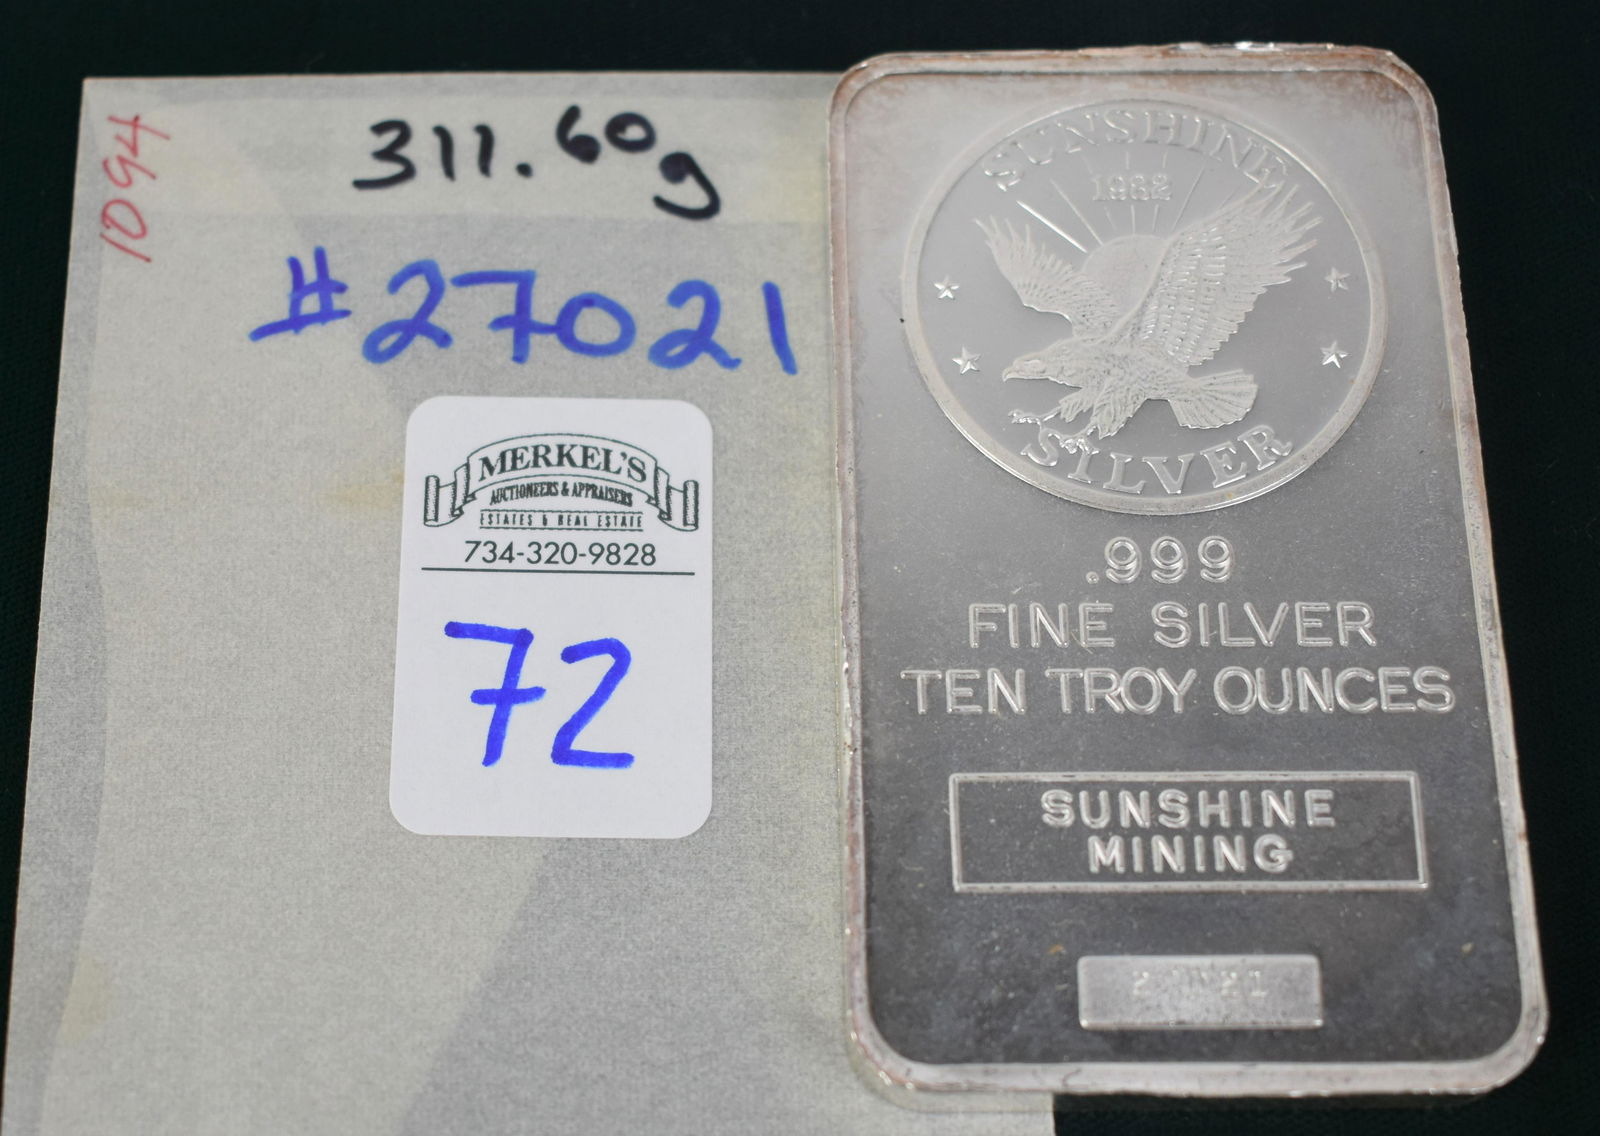 1094
311.60g
#27021
MERKEL'S
AUCTIONEERS & APPRAISERS
ESTATES & REAL ESTATE
734-320-9828
72
SUNSHINE
1982
SILVER
.999
FINE SILVER
TEN TROY OUNCES
SUNSHINE
MINING